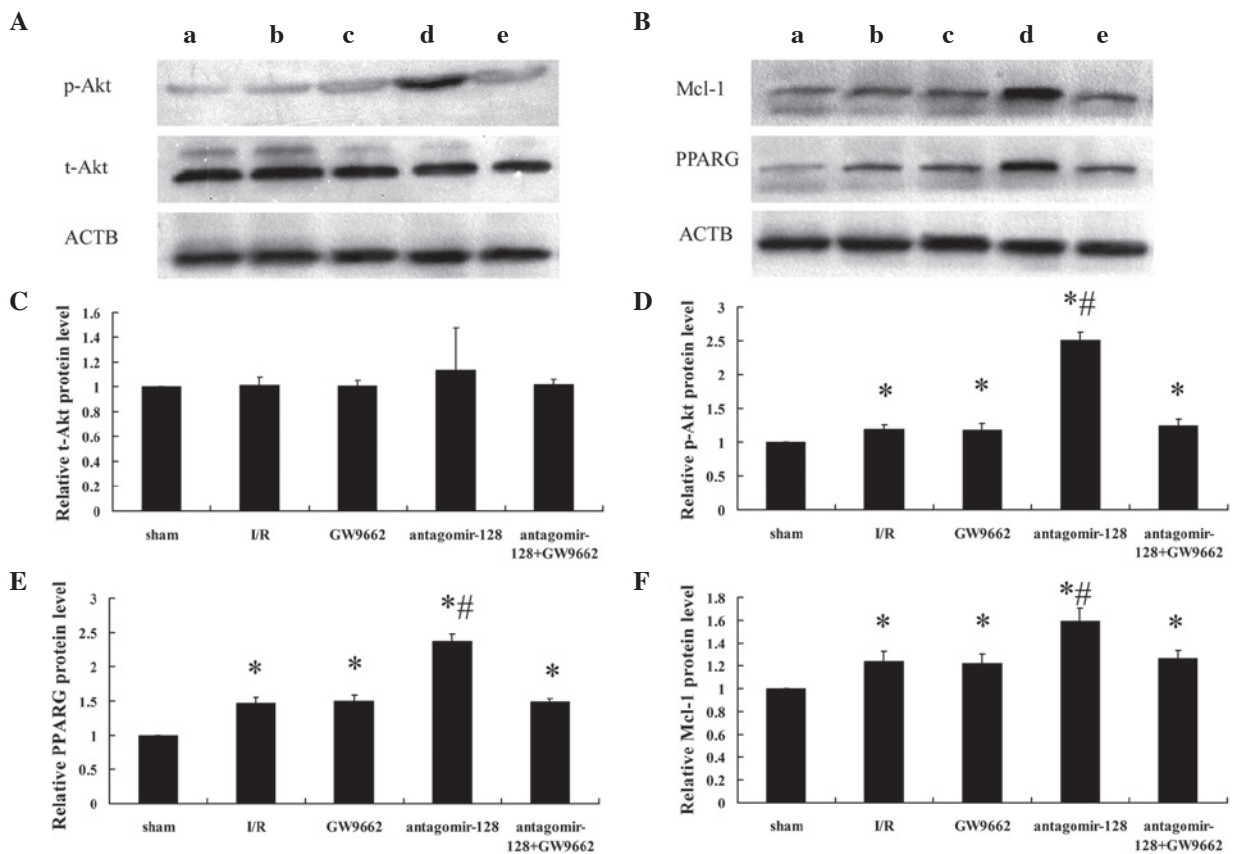 A
a b c d e
p-Akt
t-Akt
ACTB
B
a b c d e
Mcl-1
PPARG
ACTB
C
Relative t-Akt protein level
1.6
1.4
1.2
1
0.8
0.6
0.4
0.2
0
sham I/R GW9662 antagomir-128 antagomir-
128+GW9662
D
Relative p-Akt protein level
3
2.5
2
1.5
1
0.5
0
* * *# *
sham I/R GW9662 antagomir-128 antagomir-
128+GW9662
E
Relative PPARG protein level
3
2.5
2
1.5
1
0.5
0
* * *# *
sham I/R GW9662 antagomir-128 antagomir-
128+GW9662
F
Relative Mcl-1 protein level
1.8
1.6
1.4
1.2
1
0.8
0.6
0.4
0.2
0
* * *# *
sham I/R GW9662 antagomir-128 antagomir-
128+GW9662